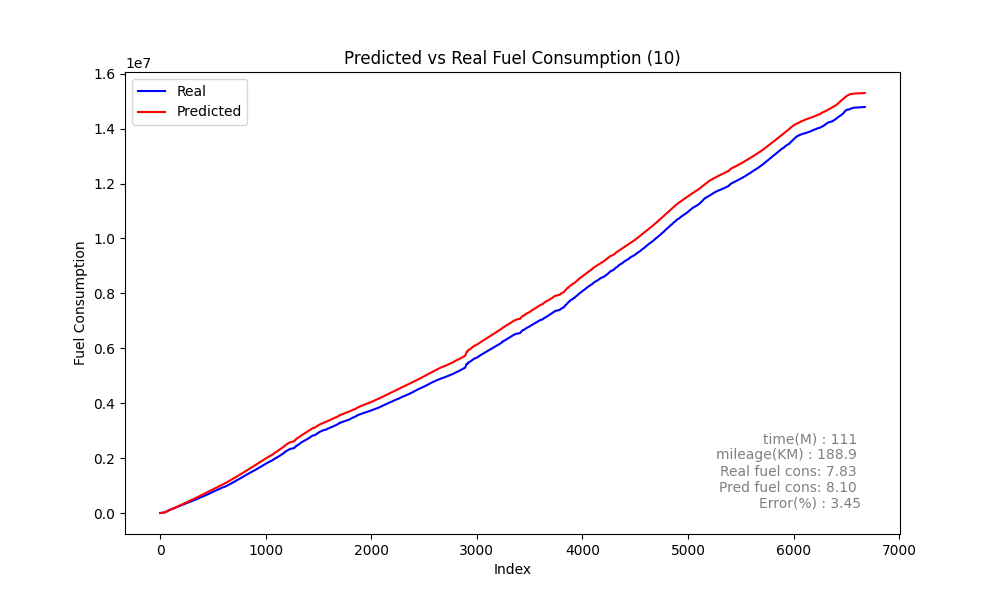 Predicted vs Real Fuel Consumption (10)
1e7
1.6
1.4
1.2
1.0
0.8
0.6
0.4
0.2
0.0
Fuel Consumption
Real
Predicted
time(M) : 111
mileage(KM) : 188.9
Real fuel cons: 7.83
Pred fuel cons: 8.10
Error(%) : 3.45
0 1000 2000 3000 4000 5000 6000 7000
Index